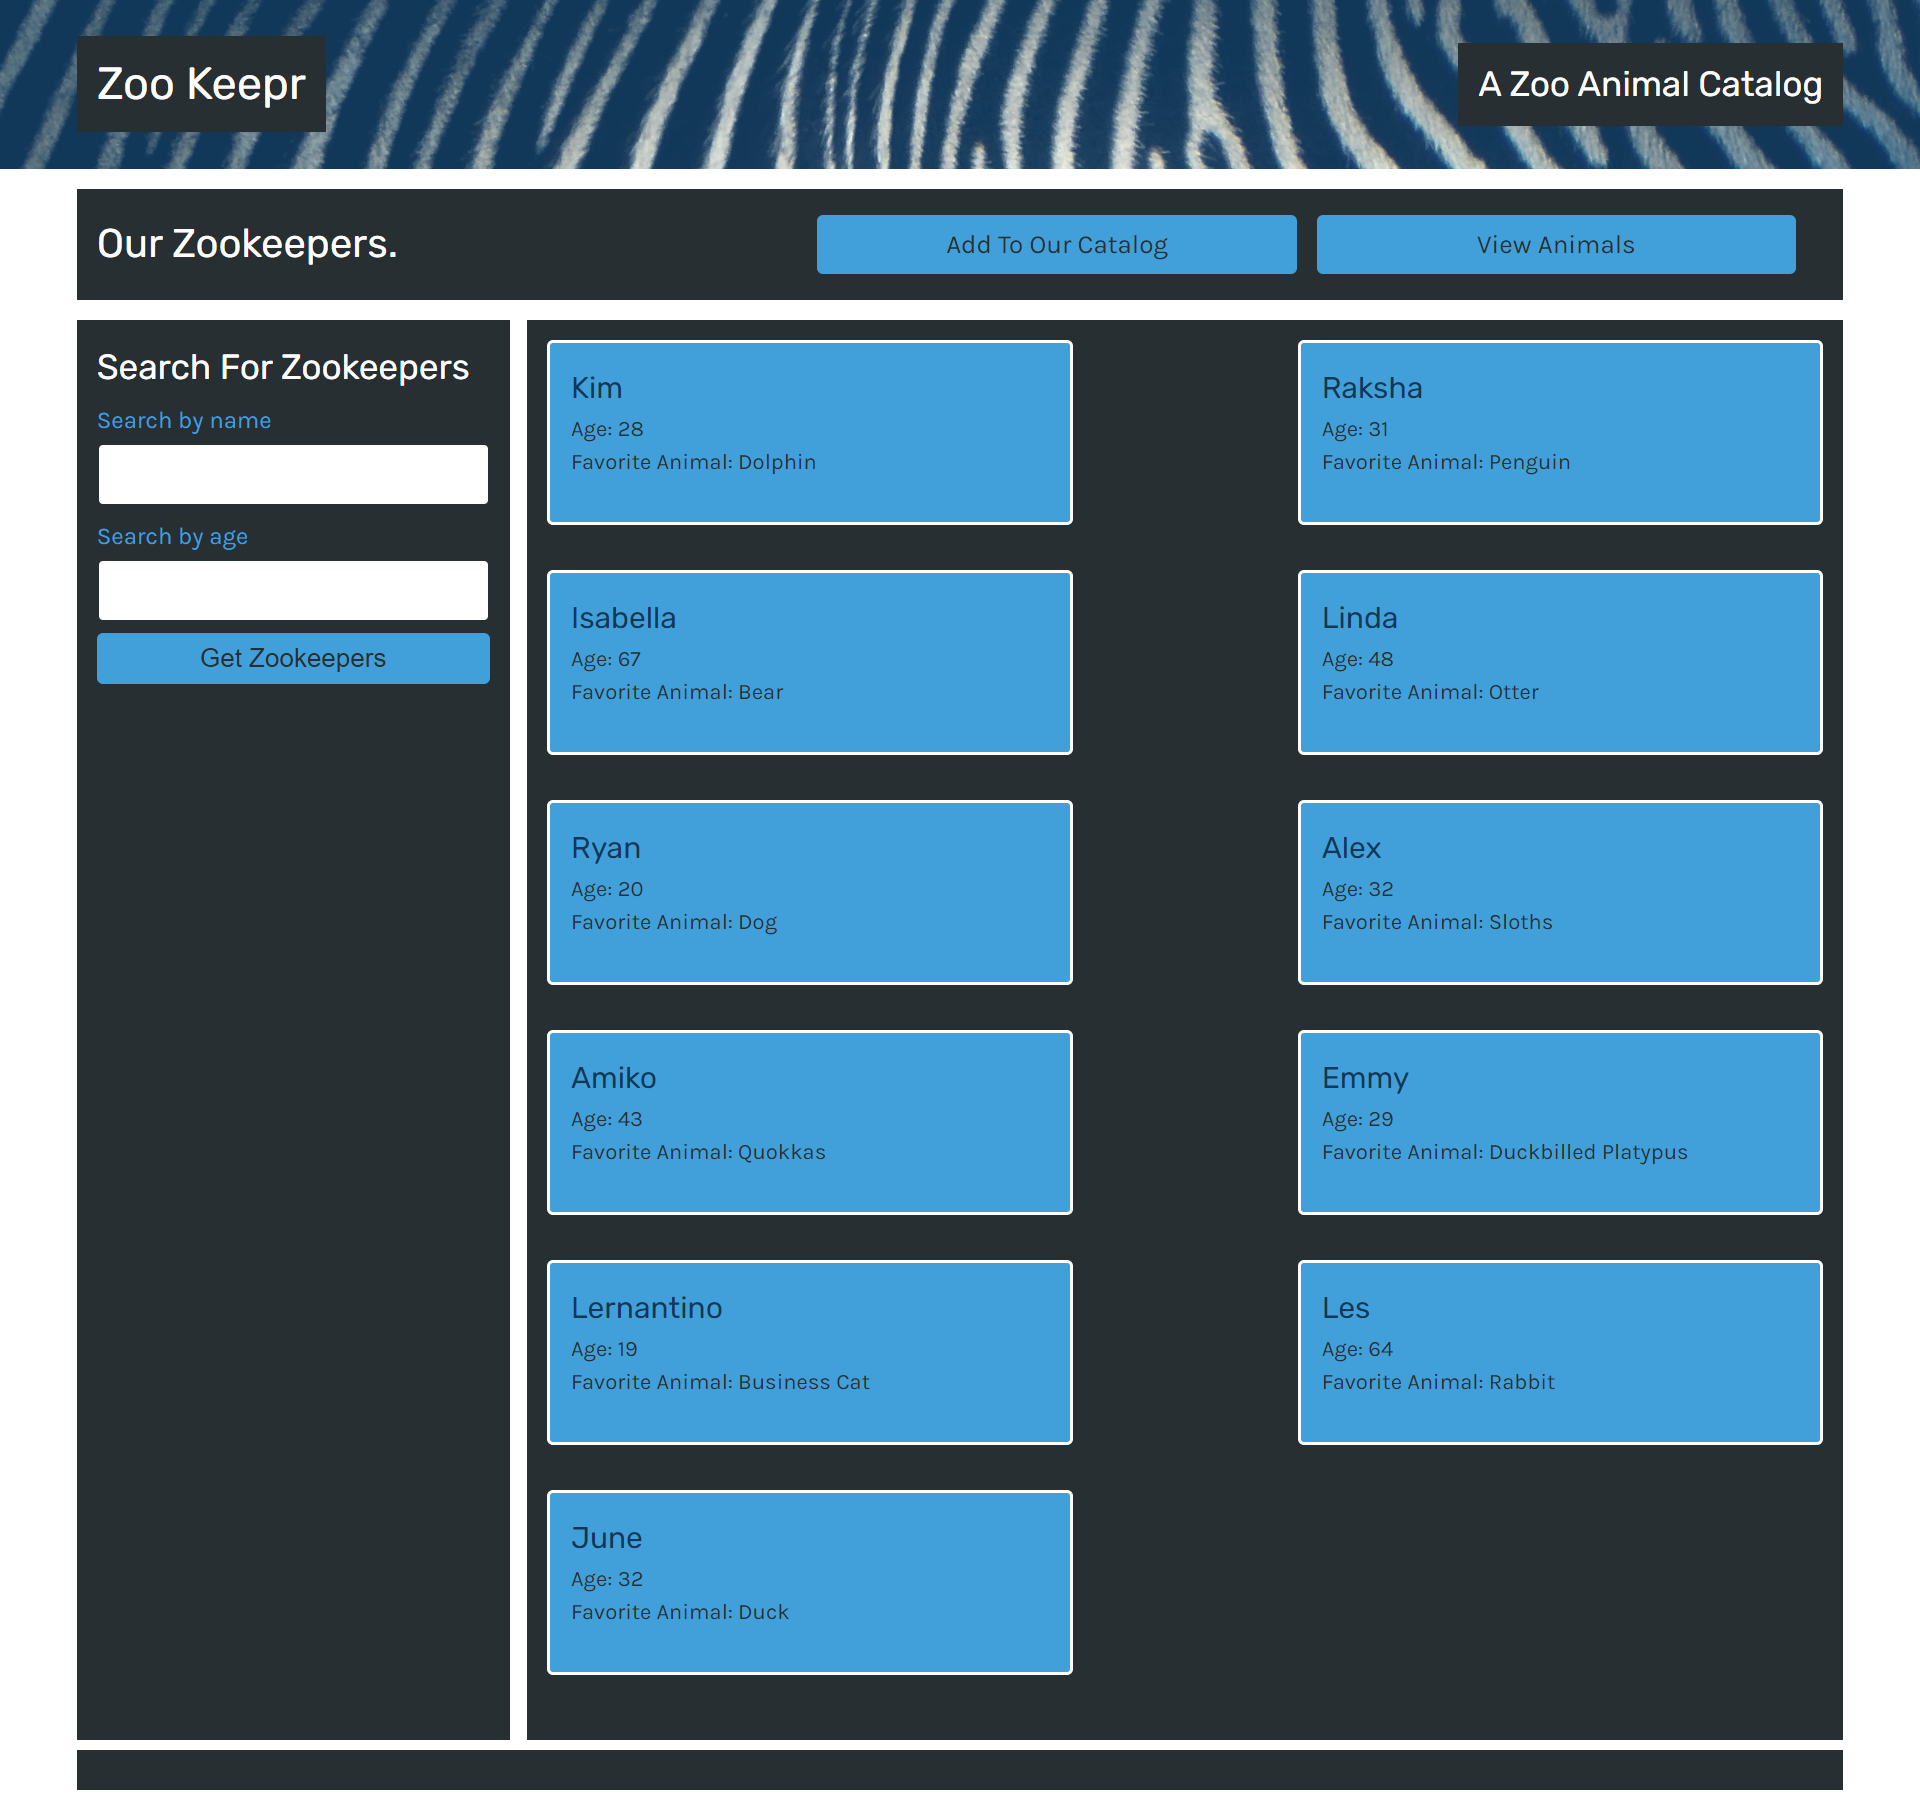 Zoo Keepr
A Zoo Animal Catalog
Our Zookeepers.
Add To Our Catalog
View Animals
Search For Zookeepers
Search by name
Search by age
Get Zookeepers
Kim
Age: 28
Favorite Animal: Dolphin
Raksha
Age: 31
Favorite Animal: Penguin
Isabella
Age: 67
Favorite Animal: Bear
Linda
Age: 48
Favorite Animal: Otter
Ryan
Age: 20
Favorite Animal: Dog
Alex
Age: 32
Favorite Animal: Sloths
Amiko
Age: 43
Favorite Animal: Quokkas
Emmy
Age: 29
Favorite Animal: Duckbilled Platypus
Lernantino
Age: 19
Favorite Animal: Business Cat
Les
Age: 64
Favorite Animal: Rabbit
June
Age: 32
Favorite Animal: Duck